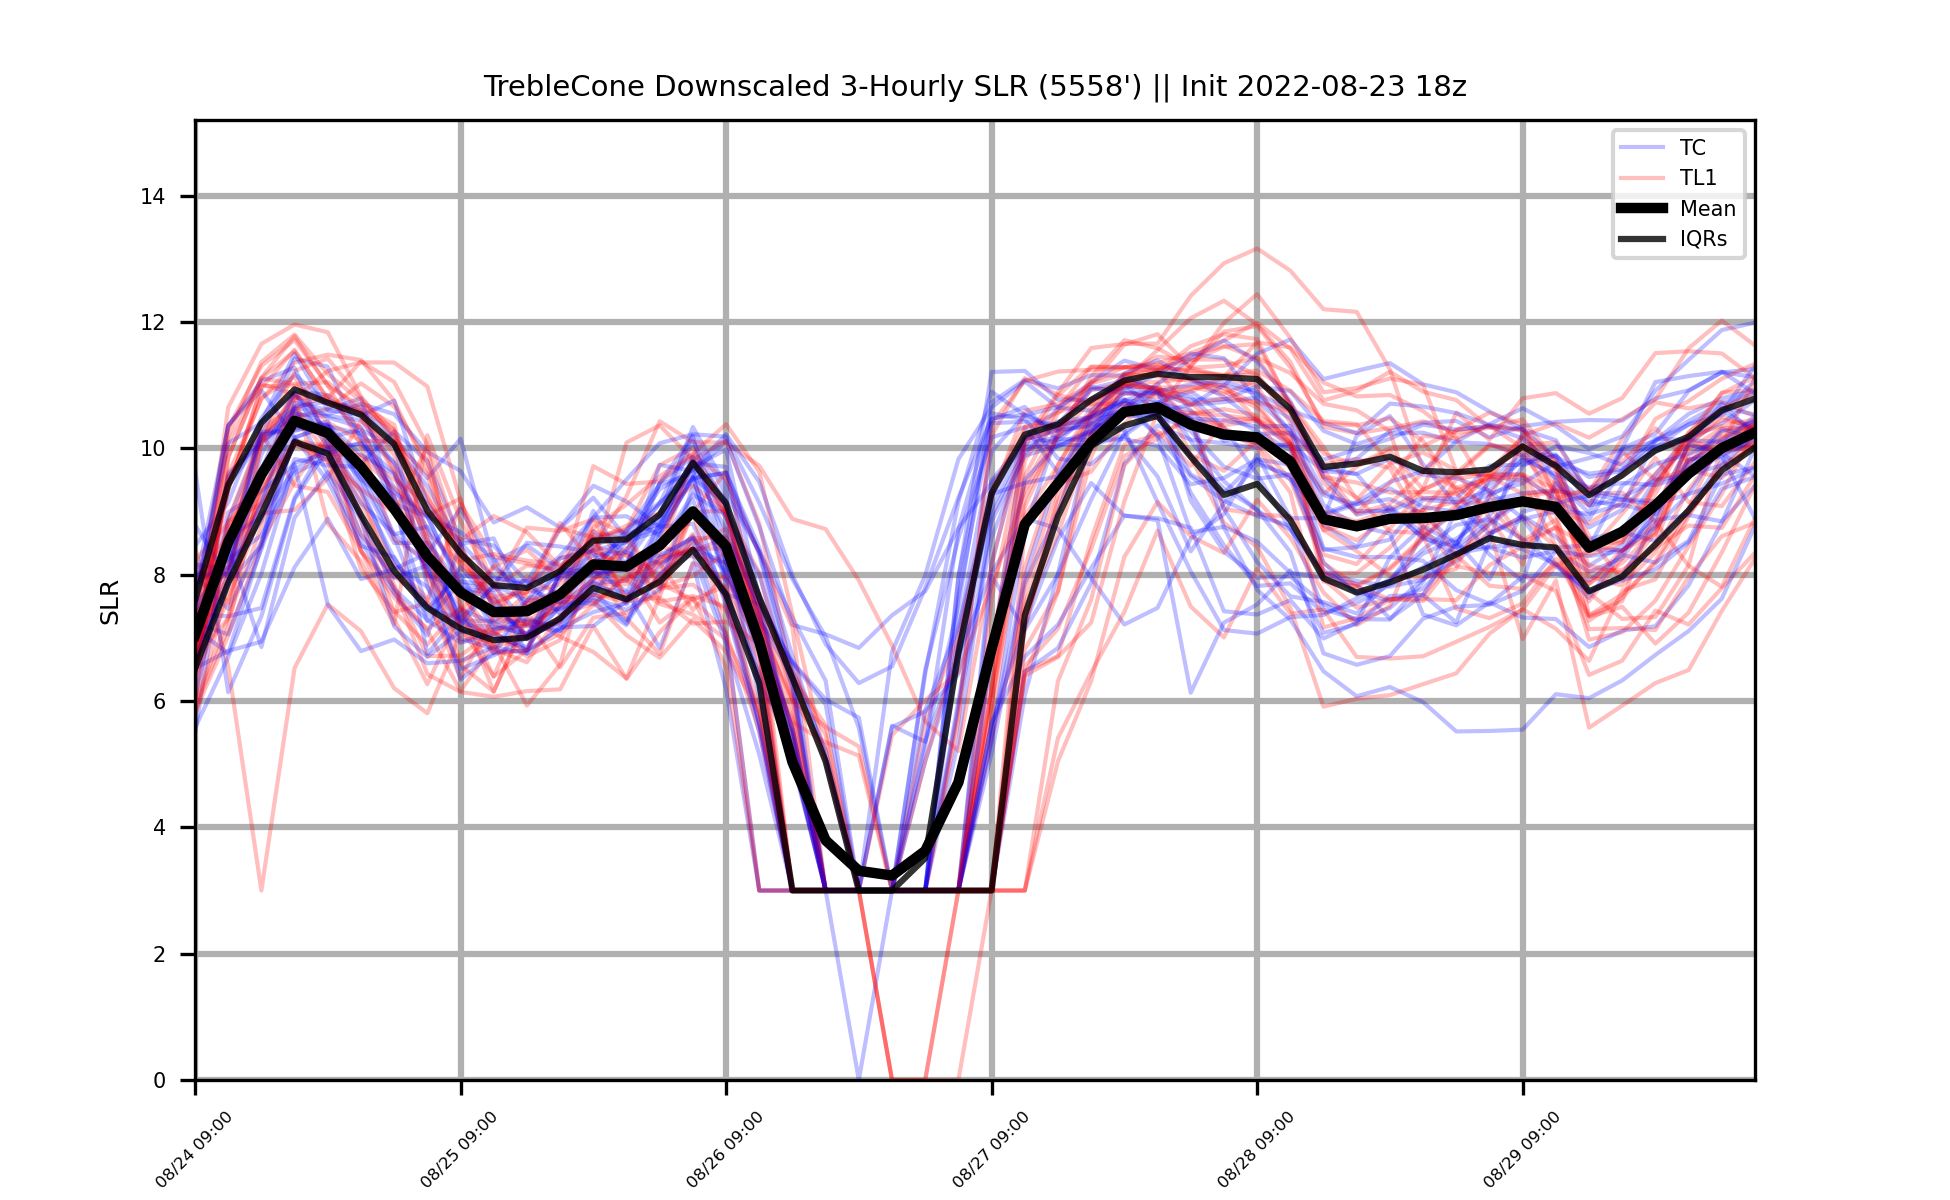 TrebleCone Downscaled 3-Hourly SLR (5558') || Init 2022-08-23 18z
TC
TL1
Mean
IQRs
SLR
14
12
10
8
6
4
2
0
08/24 09:00
08/25 09:00
08/26 09:00
08/27 09:00
08/28 09:00
08/29 09:00